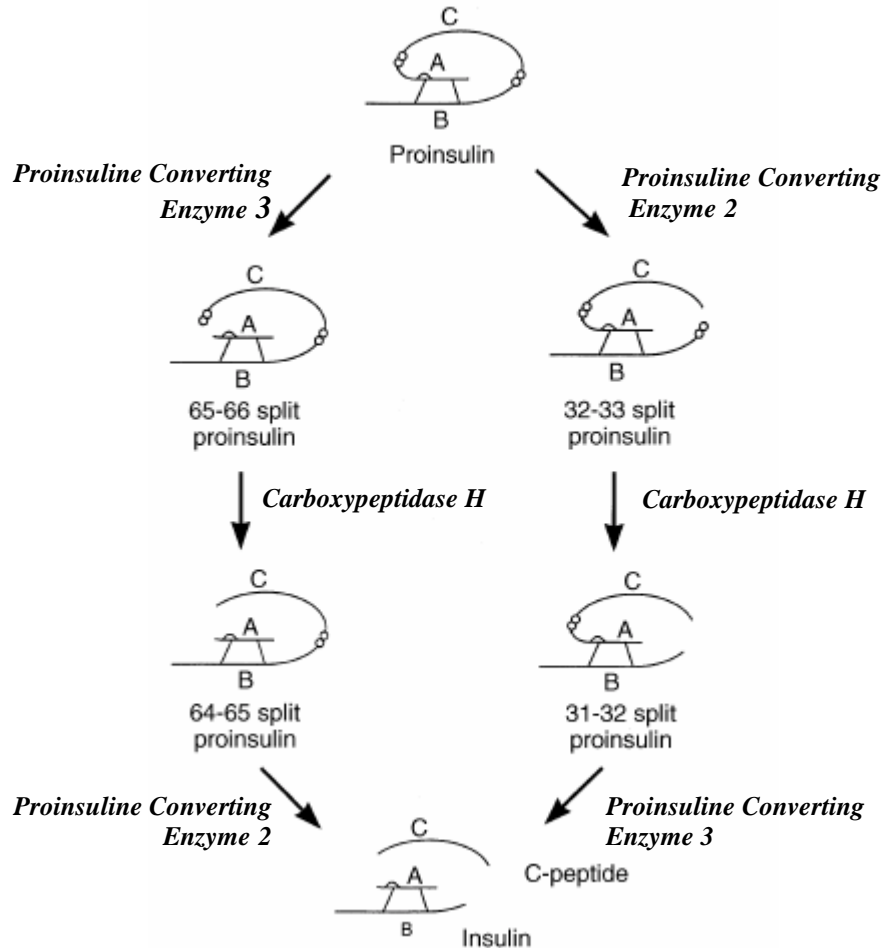 C
A
B
Proinsulin
Proinsuline Converting
Enzyme 3
Proinsuline Converting
Enzyme 2
C
A
B
65-66 split
proinsulin
C
A
B
32-33 split
proinsulin
Carboxypeptidase H
Carboxypeptidase H
C
A
B
64-65 split
proinsulin
C
A
B
31-32 split
proinsulin
Proinsuline Converting
Enzyme 2
Proinsuline Converting
Enzyme 3
C
A
B
C-peptide
Insulin